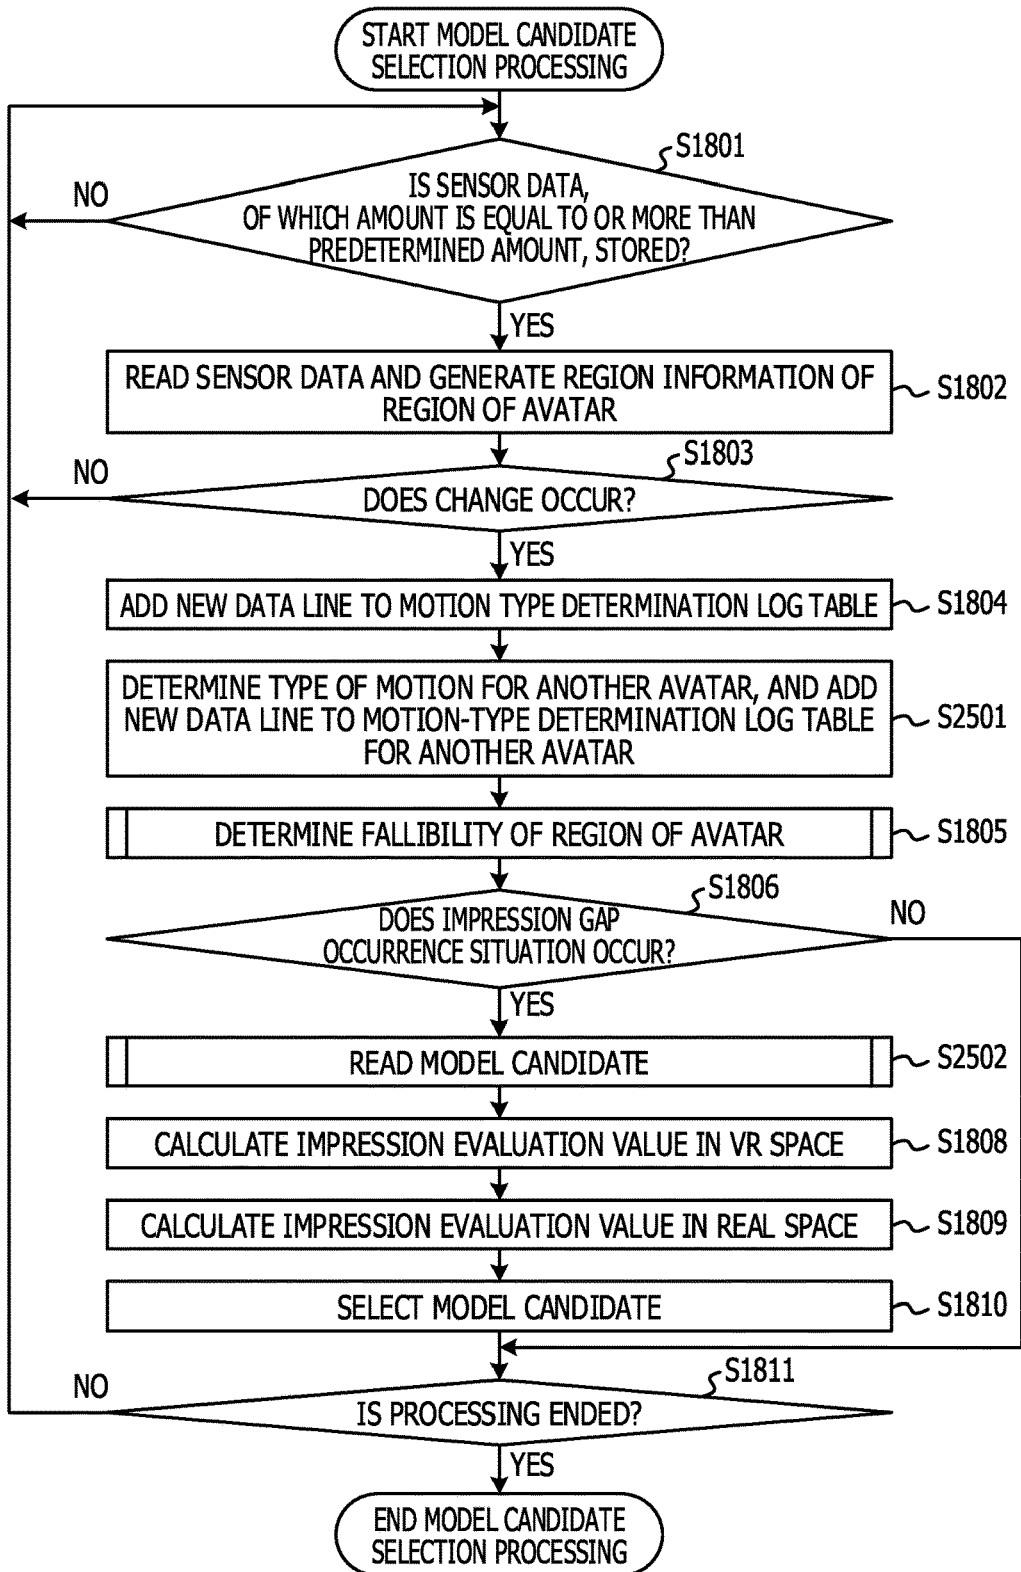 START MODEL CANDIDATE
SELECTION PROCESSING
S1801
NO
IS SENSOR DATA,
OF WHICH AMOUNT IS EQUAL TO OR MORE THAN
PREDETERMINED AMOUNT, STORED?
YES
READ SENSOR DATA AND GENERATE REGION INFORMATION OF
REGION OF AVATAR
S1802
S1803
NO
DOES CHANGE OCCUR?
YES
ADD NEW DATA LINE TO MOTION TYPE DETERMINATION LOG TABLE
S1804
DETERMINE TYPE OF MOTION FOR ANOTHER AVATAR, AND ADD
NEW DATA LINE TO MOTION-TYPE DETERMINATION LOG TABLE
FOR ANOTHER AVATAR
S2501
DETERMINE FALLIBILITY OF REGION OF AVATAR
S1805
S1806
NO
DOES IMPRESSION GAP
OCCURRENCE SITUATION OCCUR?
YES
READ MODEL CANDIDATE
S2502
CALCULATE IMPRESSION EVALUATION VALUE IN VR SPACE
S1808
CALCULATE IMPRESSION EVALUATION VALUE IN REAL SPACE
S1809
SELECT MODEL CANDIDATE
S1810
S1811
NO
IS PROCESSING ENDED?
YES
END MODEL CANDIDATE
SELECTION PROCESSING